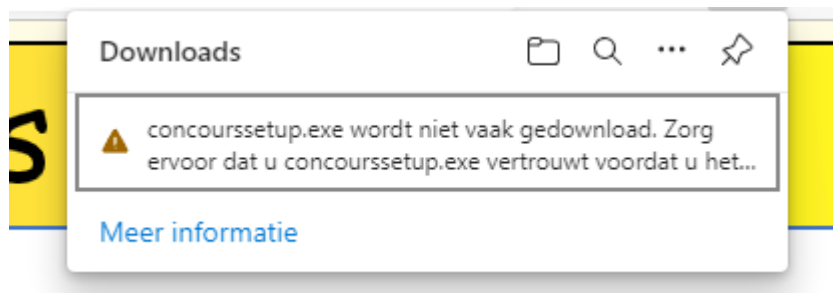 Downloads
s
concourssetup.exe wordt niet vaak gedownload. Zorg
ervoor dat u concourssetup.exe vertrouwt voordat u het...
Meer informatie